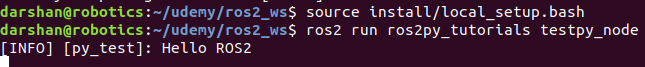 darshan@robotics:~/udemy/ros2_ws$ source install/local_setup.bash
darshan@robotics:~/udemy/ros2_ws$ ros2 run ros2py_tutorials testpy_node
[INFO] [py_test]: Hello ROS2